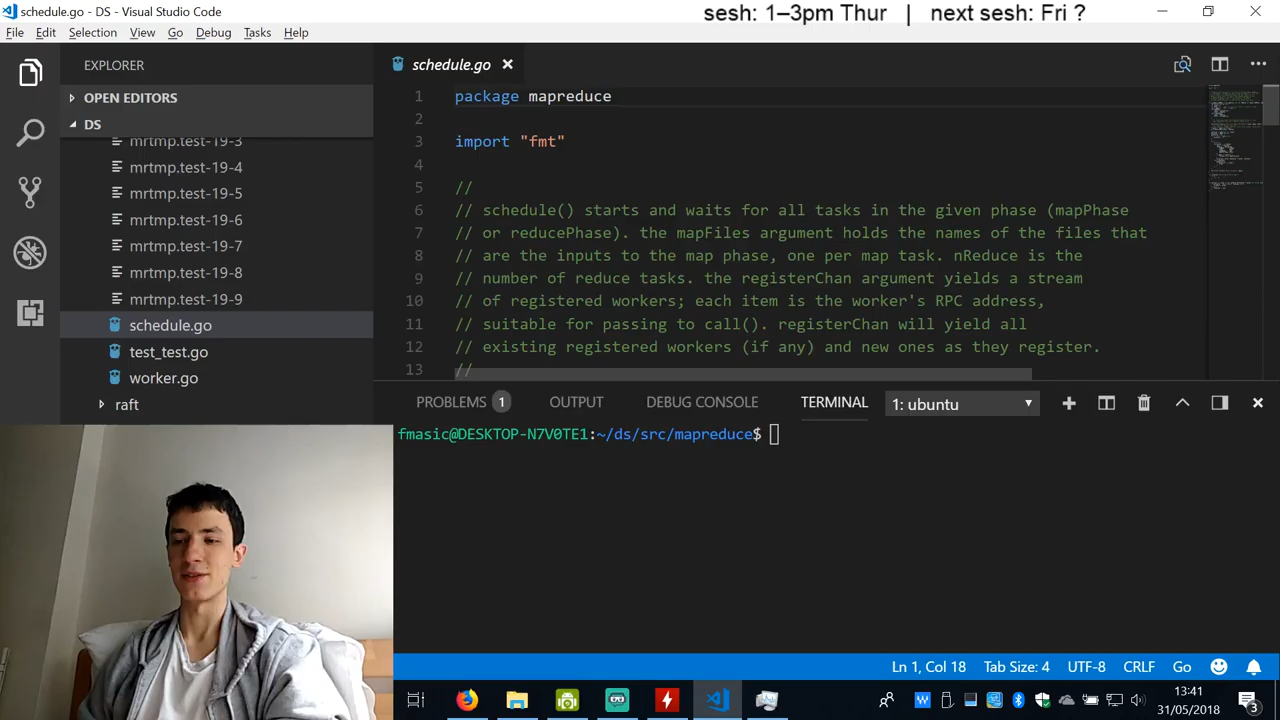 schedule.go - DS - Visual Studio Code
sesh: 1–3pm Thur | next sesh: Fri ?
File Edit Selection View Go Debug Tasks Help
EXPLORER
OPEN EDITORS
DS
mrtmp.test-19-3
mrtmp.test-19-4
mrtmp.test-19-5
mrtmp.test-19-6
mrtmp.test-19-7
mrtmp.test-19-8
mrtmp.test-19-9
schedule.go
test_test.go
worker.go
raft
schedule.go
1 package mapreduce
2
3 import "fmt"
4
5 //
6 // schedule() starts and waits for all tasks in the given phase (mapPhase
7 // or reducePhase). the mapFiles argument holds the names of the files that
8 // are the inputs to the map phase, one per map task. nReduce is the
9 // number of reduce tasks. the registerChan argument yields a stream
10 // of registered workers; each item is the worker's RPC address,
11 // suitable for passing to call(). registerChan will yield all
12 // existing registered workers (if any) and new ones as they register.
13 //
PROBLEMS 1 OUTPUT DEBUG CONSOLE TERMINAL 1: ubuntu
fmasic@DESKTOP-N7V0TE1:~/ds/src/mapreduce$
Ln 1, Col 18 Tab Size: 4 UTF-8 CRLF Go
13:41
31/05/2018
3